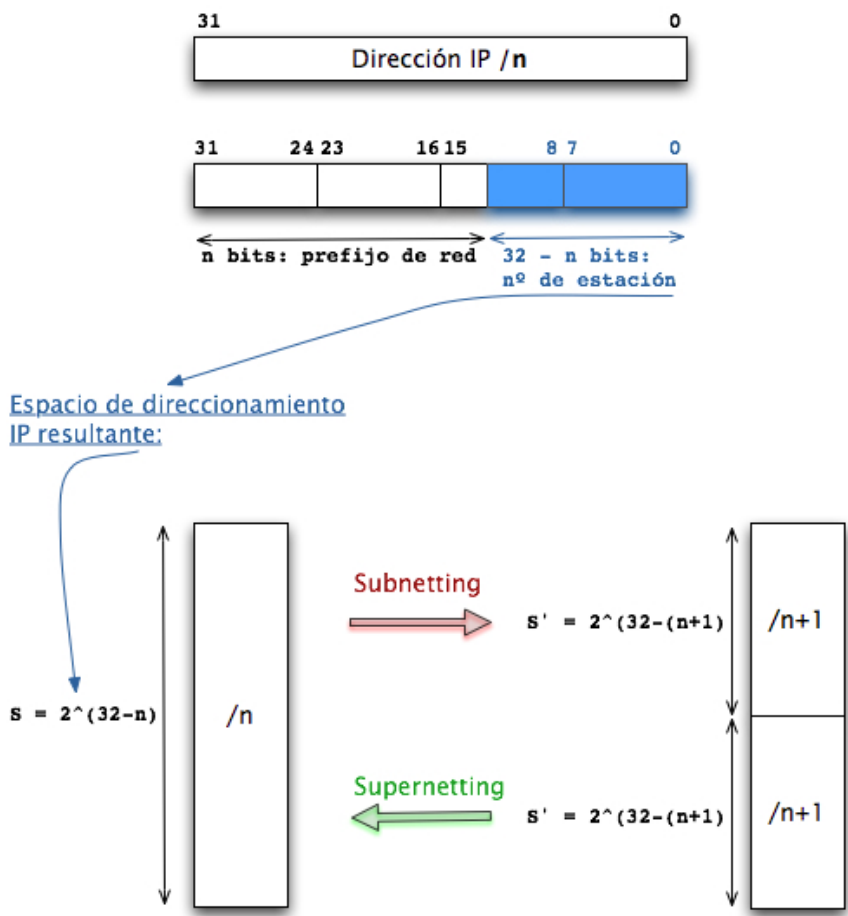 31 0
Dirección IP /n
31 24 23 16 15 8 7 0
n bits: prefijo de red
32 - n bits:
nº de estación
Espacio de direccionamiento
IP resultante:
Subnetting
S' = 2^(32-(n+1)
/n+1
S = 2^(32-n)
/n
Supernetting
S' = 2^(32-(n+1)
/n+1